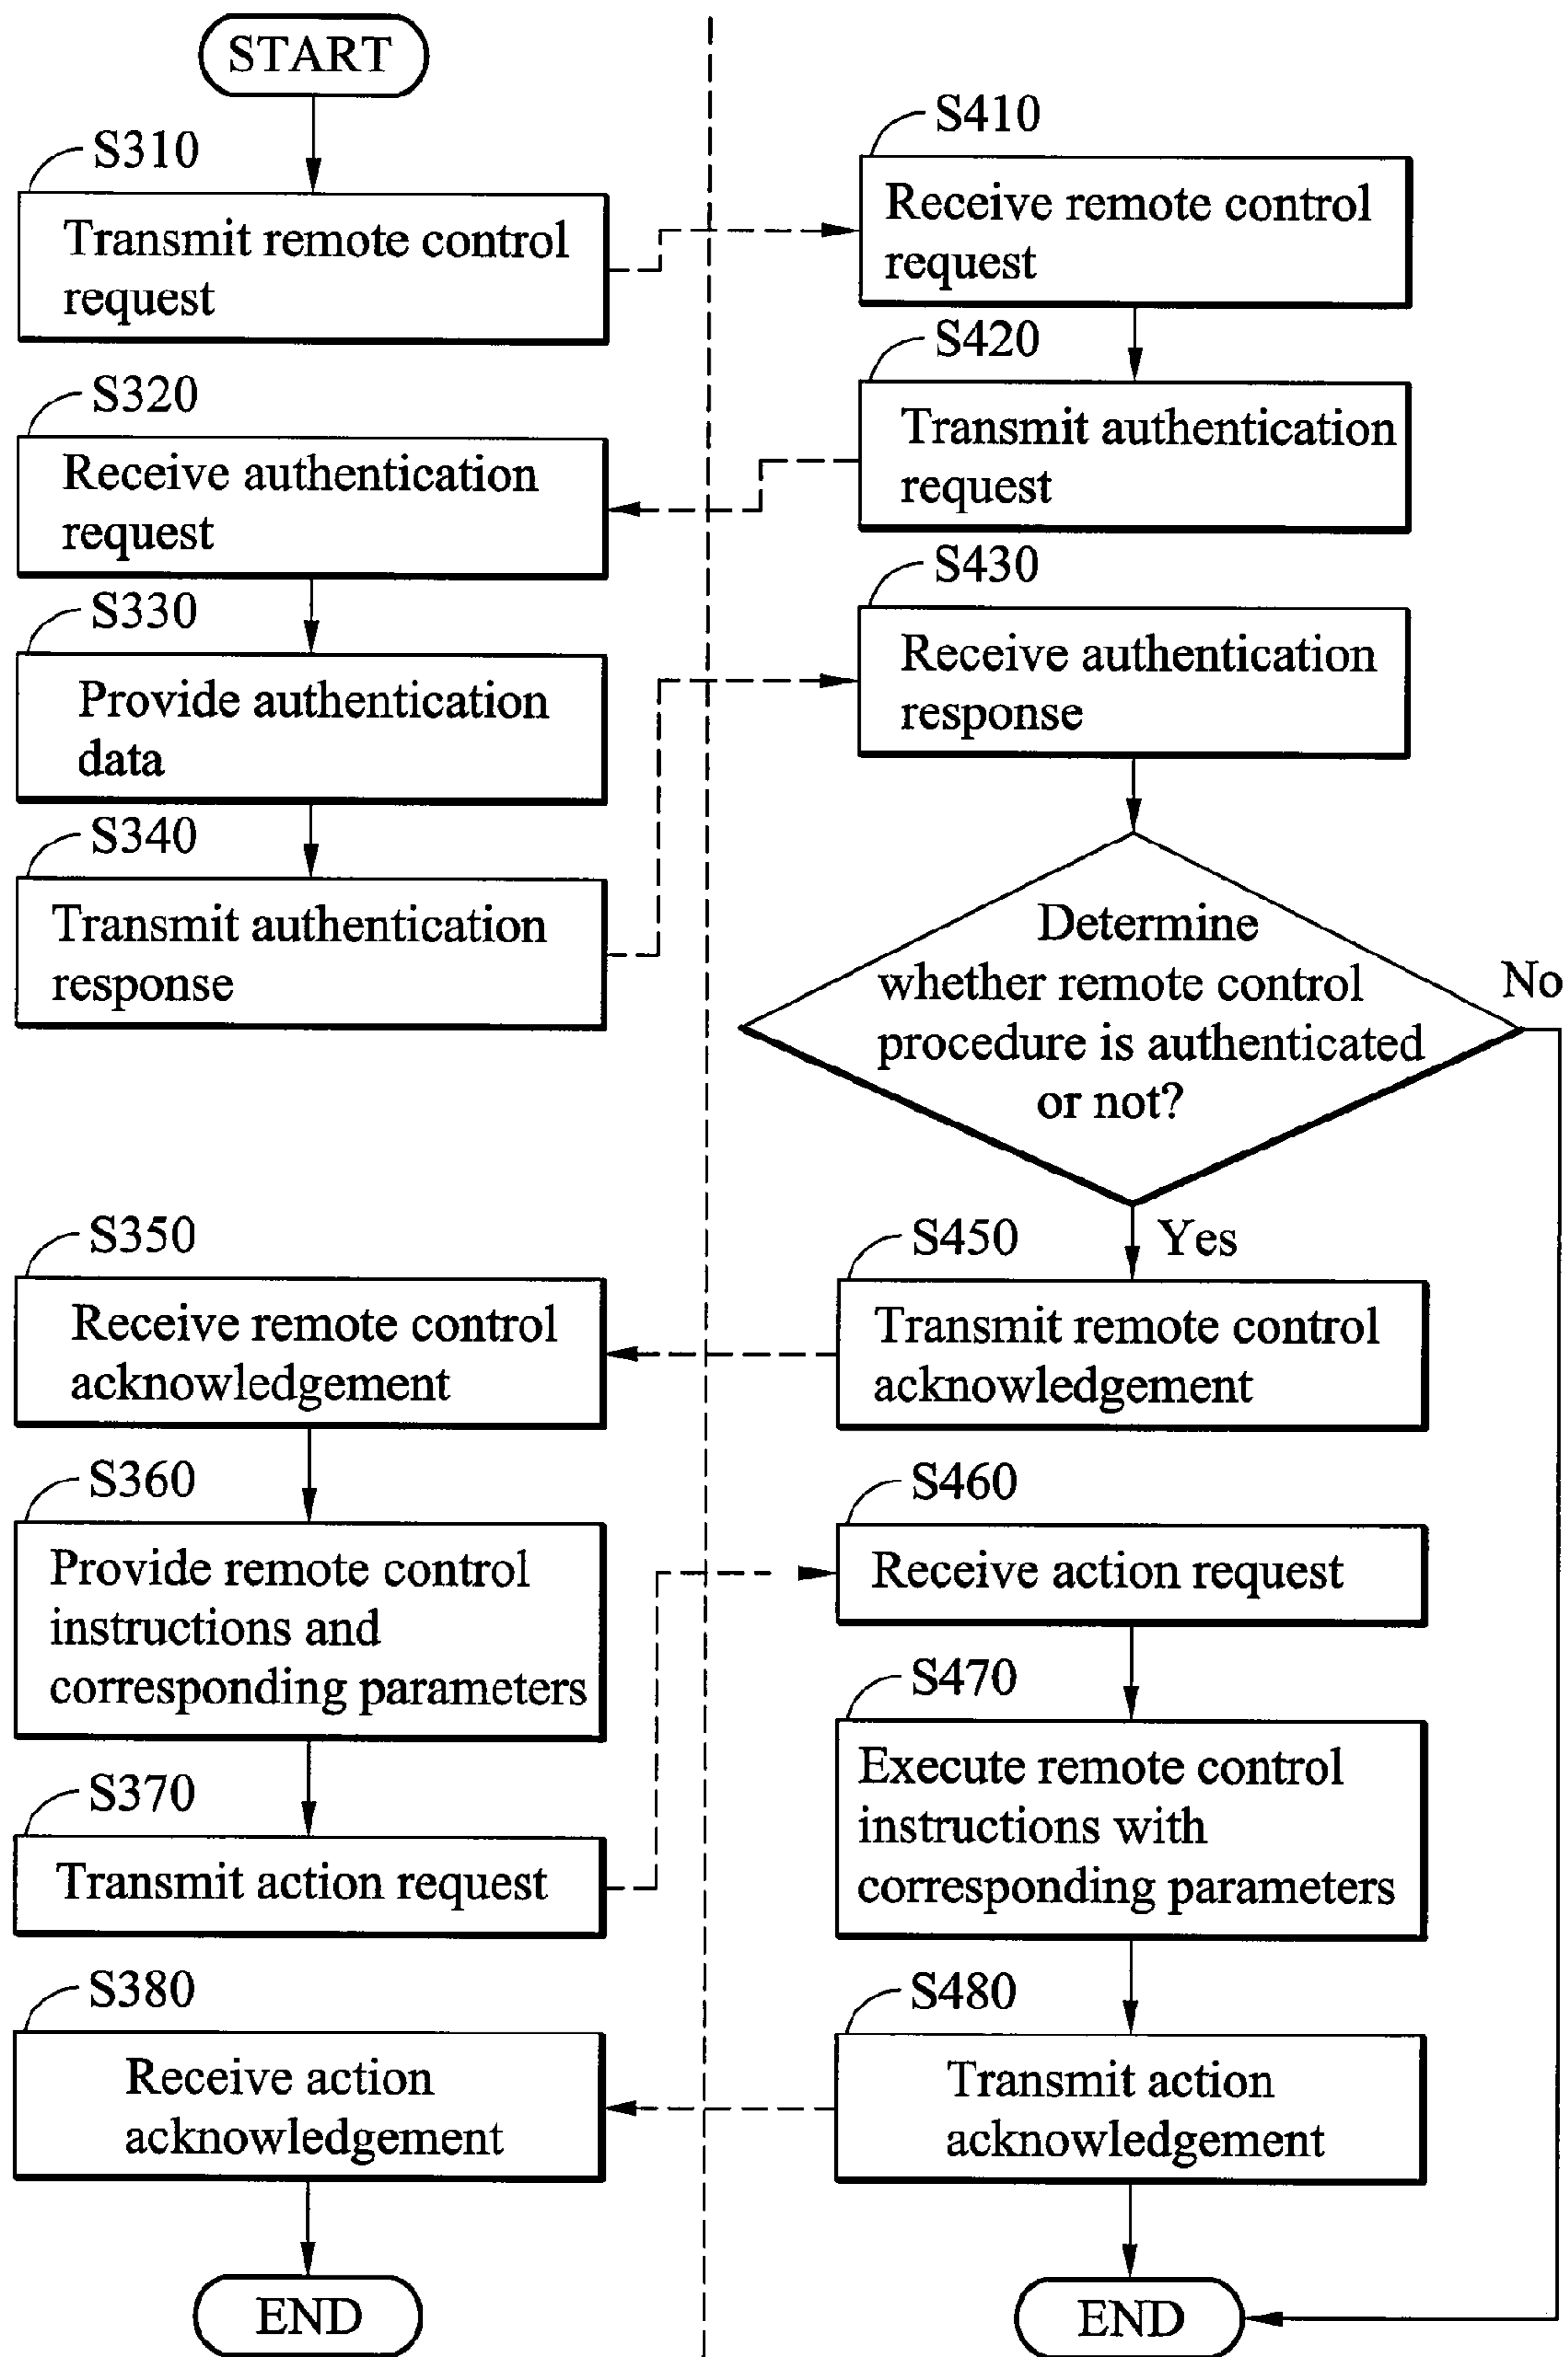 START
S310
Transmit remote control
request
S320
Receive authentication
request
S330
Provide authentication
data
S340
Transmit authentication
response
S350
Receive remote control
acknowledgement
S360
Provide remote control
instructions and
corresponding parameters
S370
Transmit action request
S380
Receive action
acknowledgement
END
S410
Receive remote control
request
S420
Transmit authentication
request
S430
Receive authentication
response
Determine
whether remote control
procedure is authenticated
or not?
No
Yes
S450
Transmit remote control
acknowledgement
S460
Receive action request
S470
Execute remote control
instructions with
corresponding parameters
S480
Transmit action
acknowledgement
END